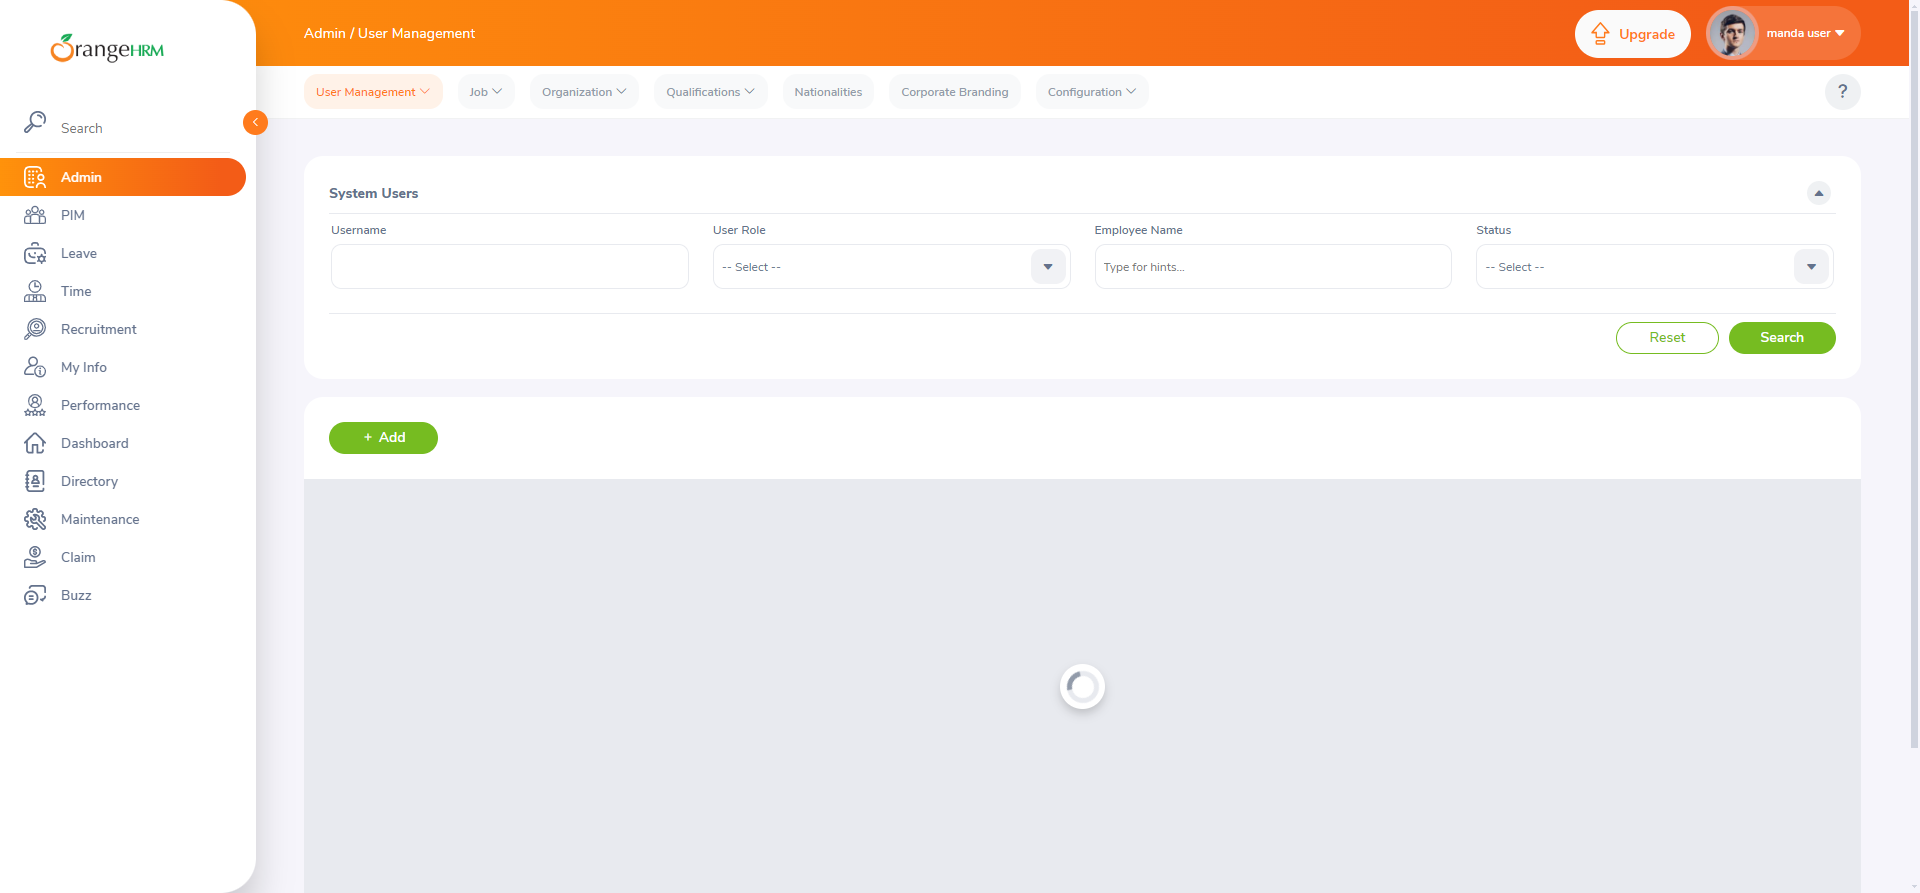 OrangeHRM
Admin / User Management
Upgrade
manda user
User Management
Job
Organization
Qualifications
Nationalities
Corporate Branding
Configuration
?
Search
Admin
PIM
Leave
Time
Recruitment
My Info
Performance
Dashboard
Directory
Maintenance
Claim
Buzz
System Users
Username
User Role
Employee Name
Status
-- Select --
Type for hints...
-- Select --
Reset
Search
+ Add